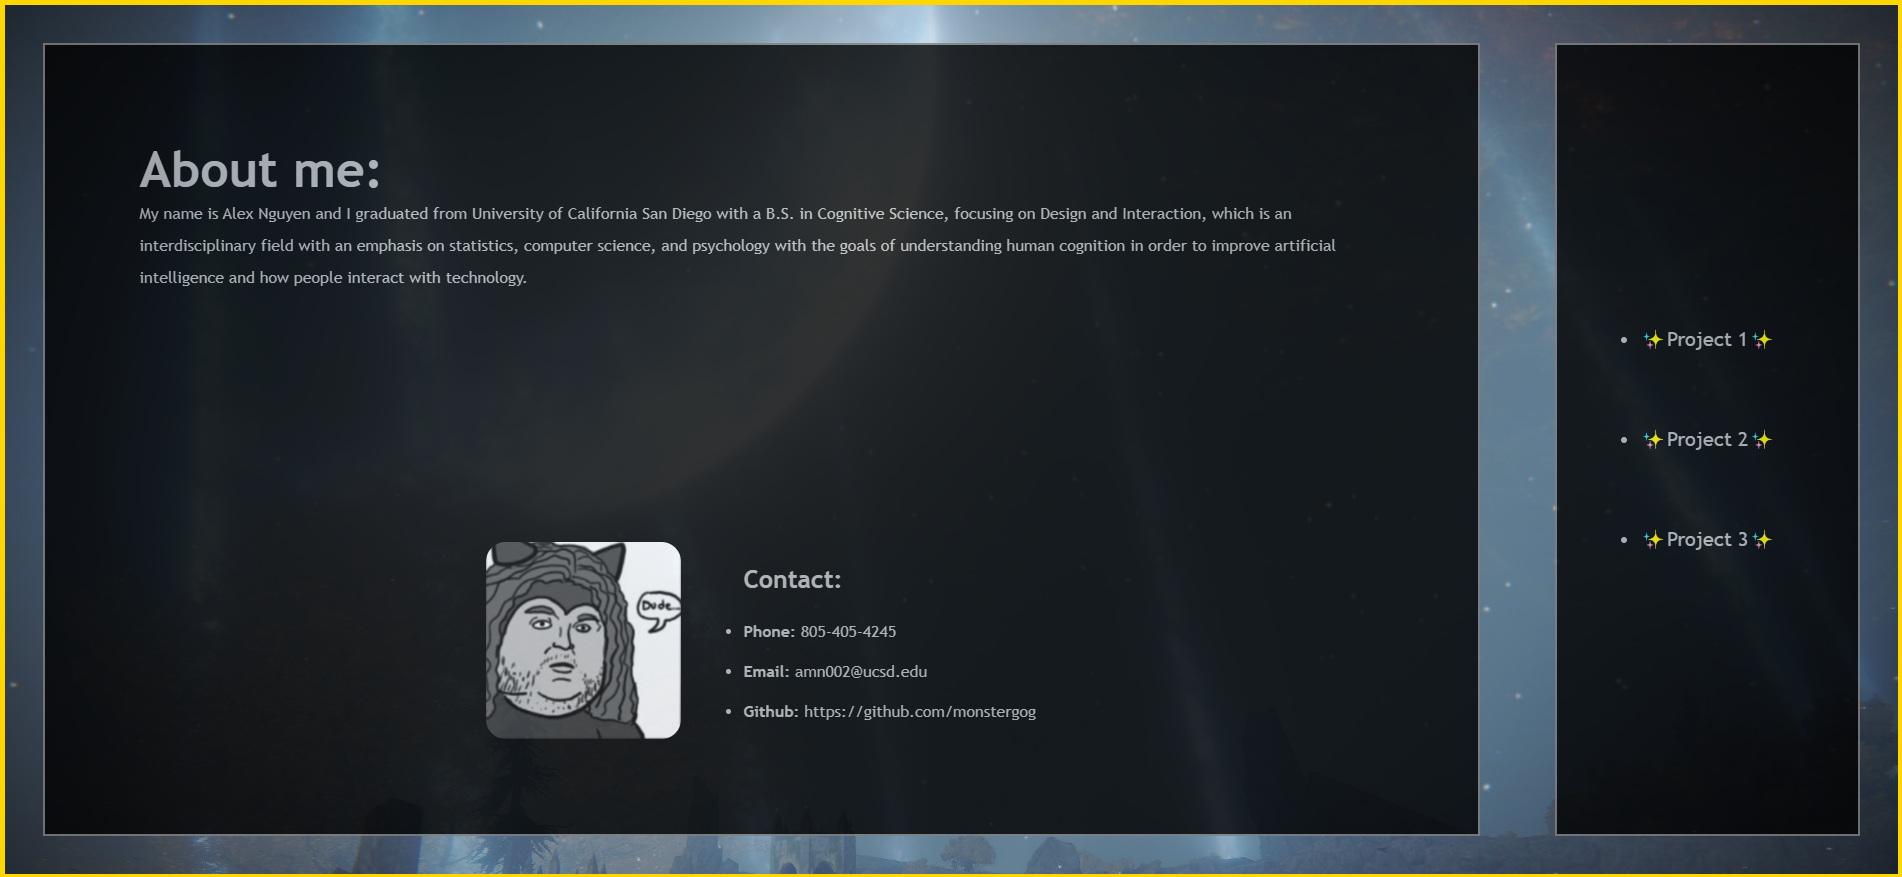 About me:
My name is Alex Nguyen and I graduated from University of California San Diego with a B.S. in Cognitive Science, focusing on Design and Interaction, which is an
interdisciplinary field with an emphasis on statistics, computer science, and psychology with the goals of understanding human cognition in order to improve artificial
intelligence and how people interact with technology.
Dude...
Contact:
• Phone: 805-405-4245
• Email: amn002@ucsd.edu
• Github: https://github.com/monstergog
• ✨Project 1✨
• ✨Project 2✨
• ✨Project 3✨